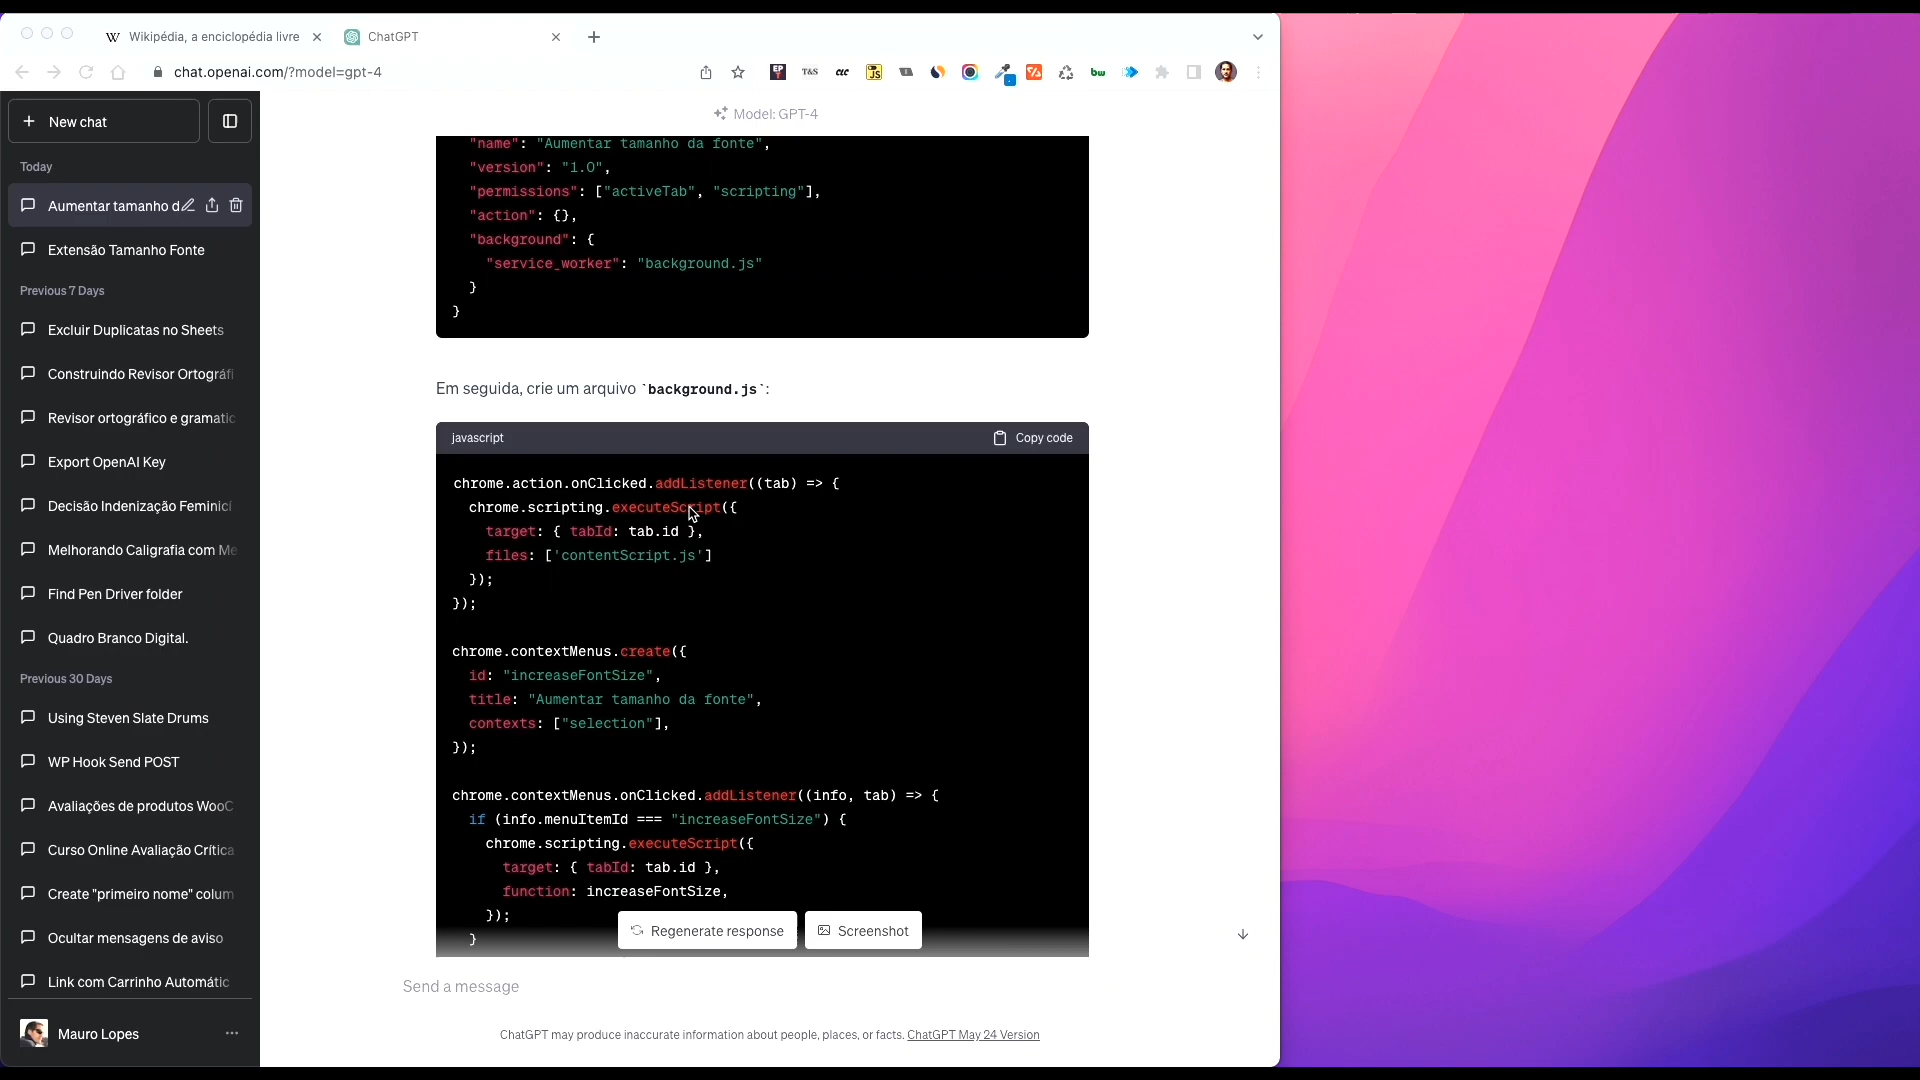 Wikipédia, a enciclopédia livre
ChatGPT
chat.openai.com/?model=gpt-4
New chat
Today
Aumentar tamanho d
Extensão Tamanho Fonte
Previous 7 Days
Excluir Duplicatas no Sheets
Construindo Revisor Ortográfi
Revisor ortográfico e gramatic
Export OpenAI Key
Decisão Indenização Feminicí
Melhorando Caligrafia com Me
Find Pen Driver folder
Quadro Branco Digital.
Previous 30 Days
Using Steven Slate Drums
WP Hook Send POST
Avaliações de produtos WooC
Curso Online Avaliação Crítica
Create "primeiro nome" colum
Ocultar mensagens de aviso
Link com Carrinho Automátic
Mauro Lopes
Model: GPT-4
"name": "Aumentar tamanho da fonte",
"version": "1.0",
"permissions": ["activeTab", "scripting"],
"action": {},
"background": {
"service_worker": "background.js"
}
}
Em seguida, crie um arquivo `background.js`:
javascript
Copy code
chrome.action.onClicked.addListener((tab) => {
chrome.scripting.executeScript({
target: { tabId: tab.id },
files: ['contentScript.js']
});
});
chrome.contextMenus.create({
id: "increaseFontSize",
title: "Aumentar tamanho da fonte",
contexts: ["selection"],
});
chrome.contextMenus.onClicked.addListener((info, tab) => {
if (info.menuItemId === "increaseFontSize") {
chrome.scripting.executeScript({
target: { tabId: tab.id },
function: increaseFontSize,
});
}
Regenerate response
Screenshot
Send a message
ChatGPT may produce inaccurate information about people, places, or facts. ChatGPT May 24 Version